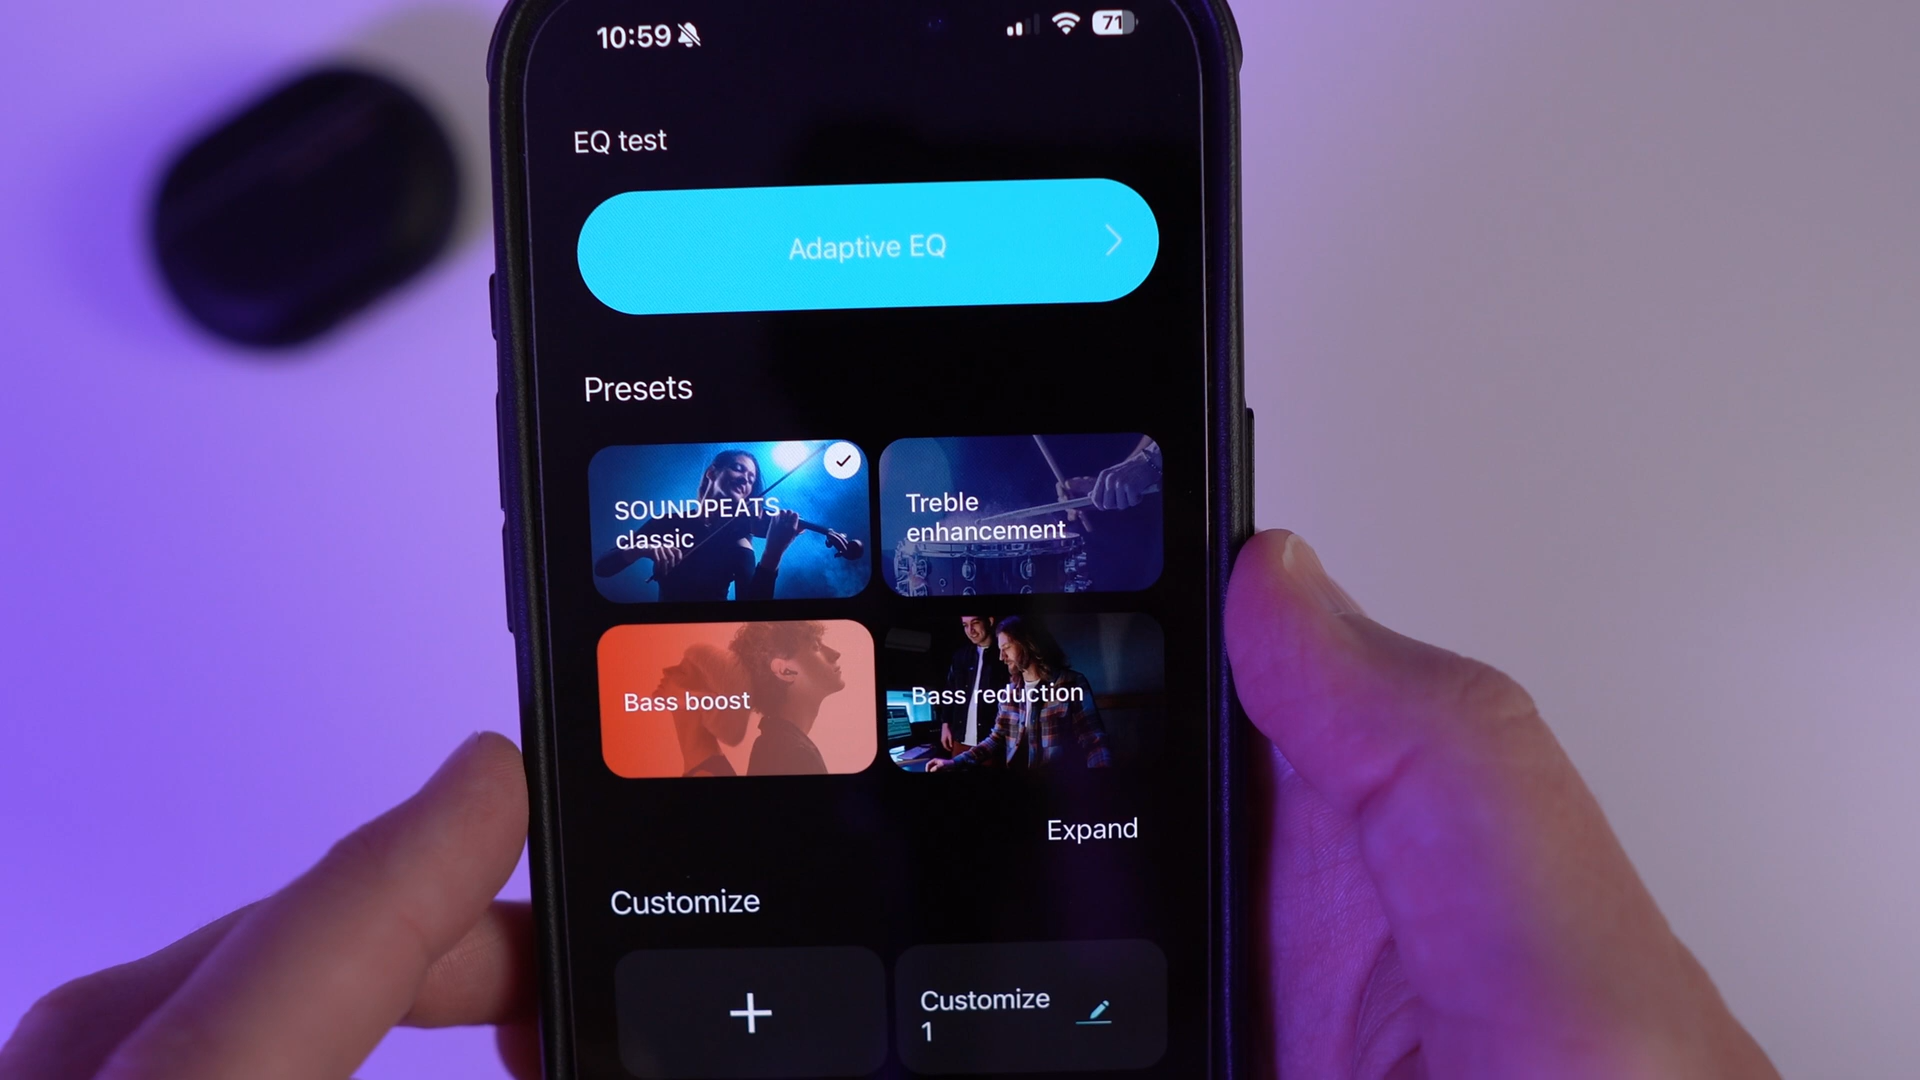 10:59
71
EQ test
Adaptive EQ
Presets
SOUNDPEATS
classic
Treble
enhancement
Bass boost
Bass reduction
Expand
Customize
Customize
1